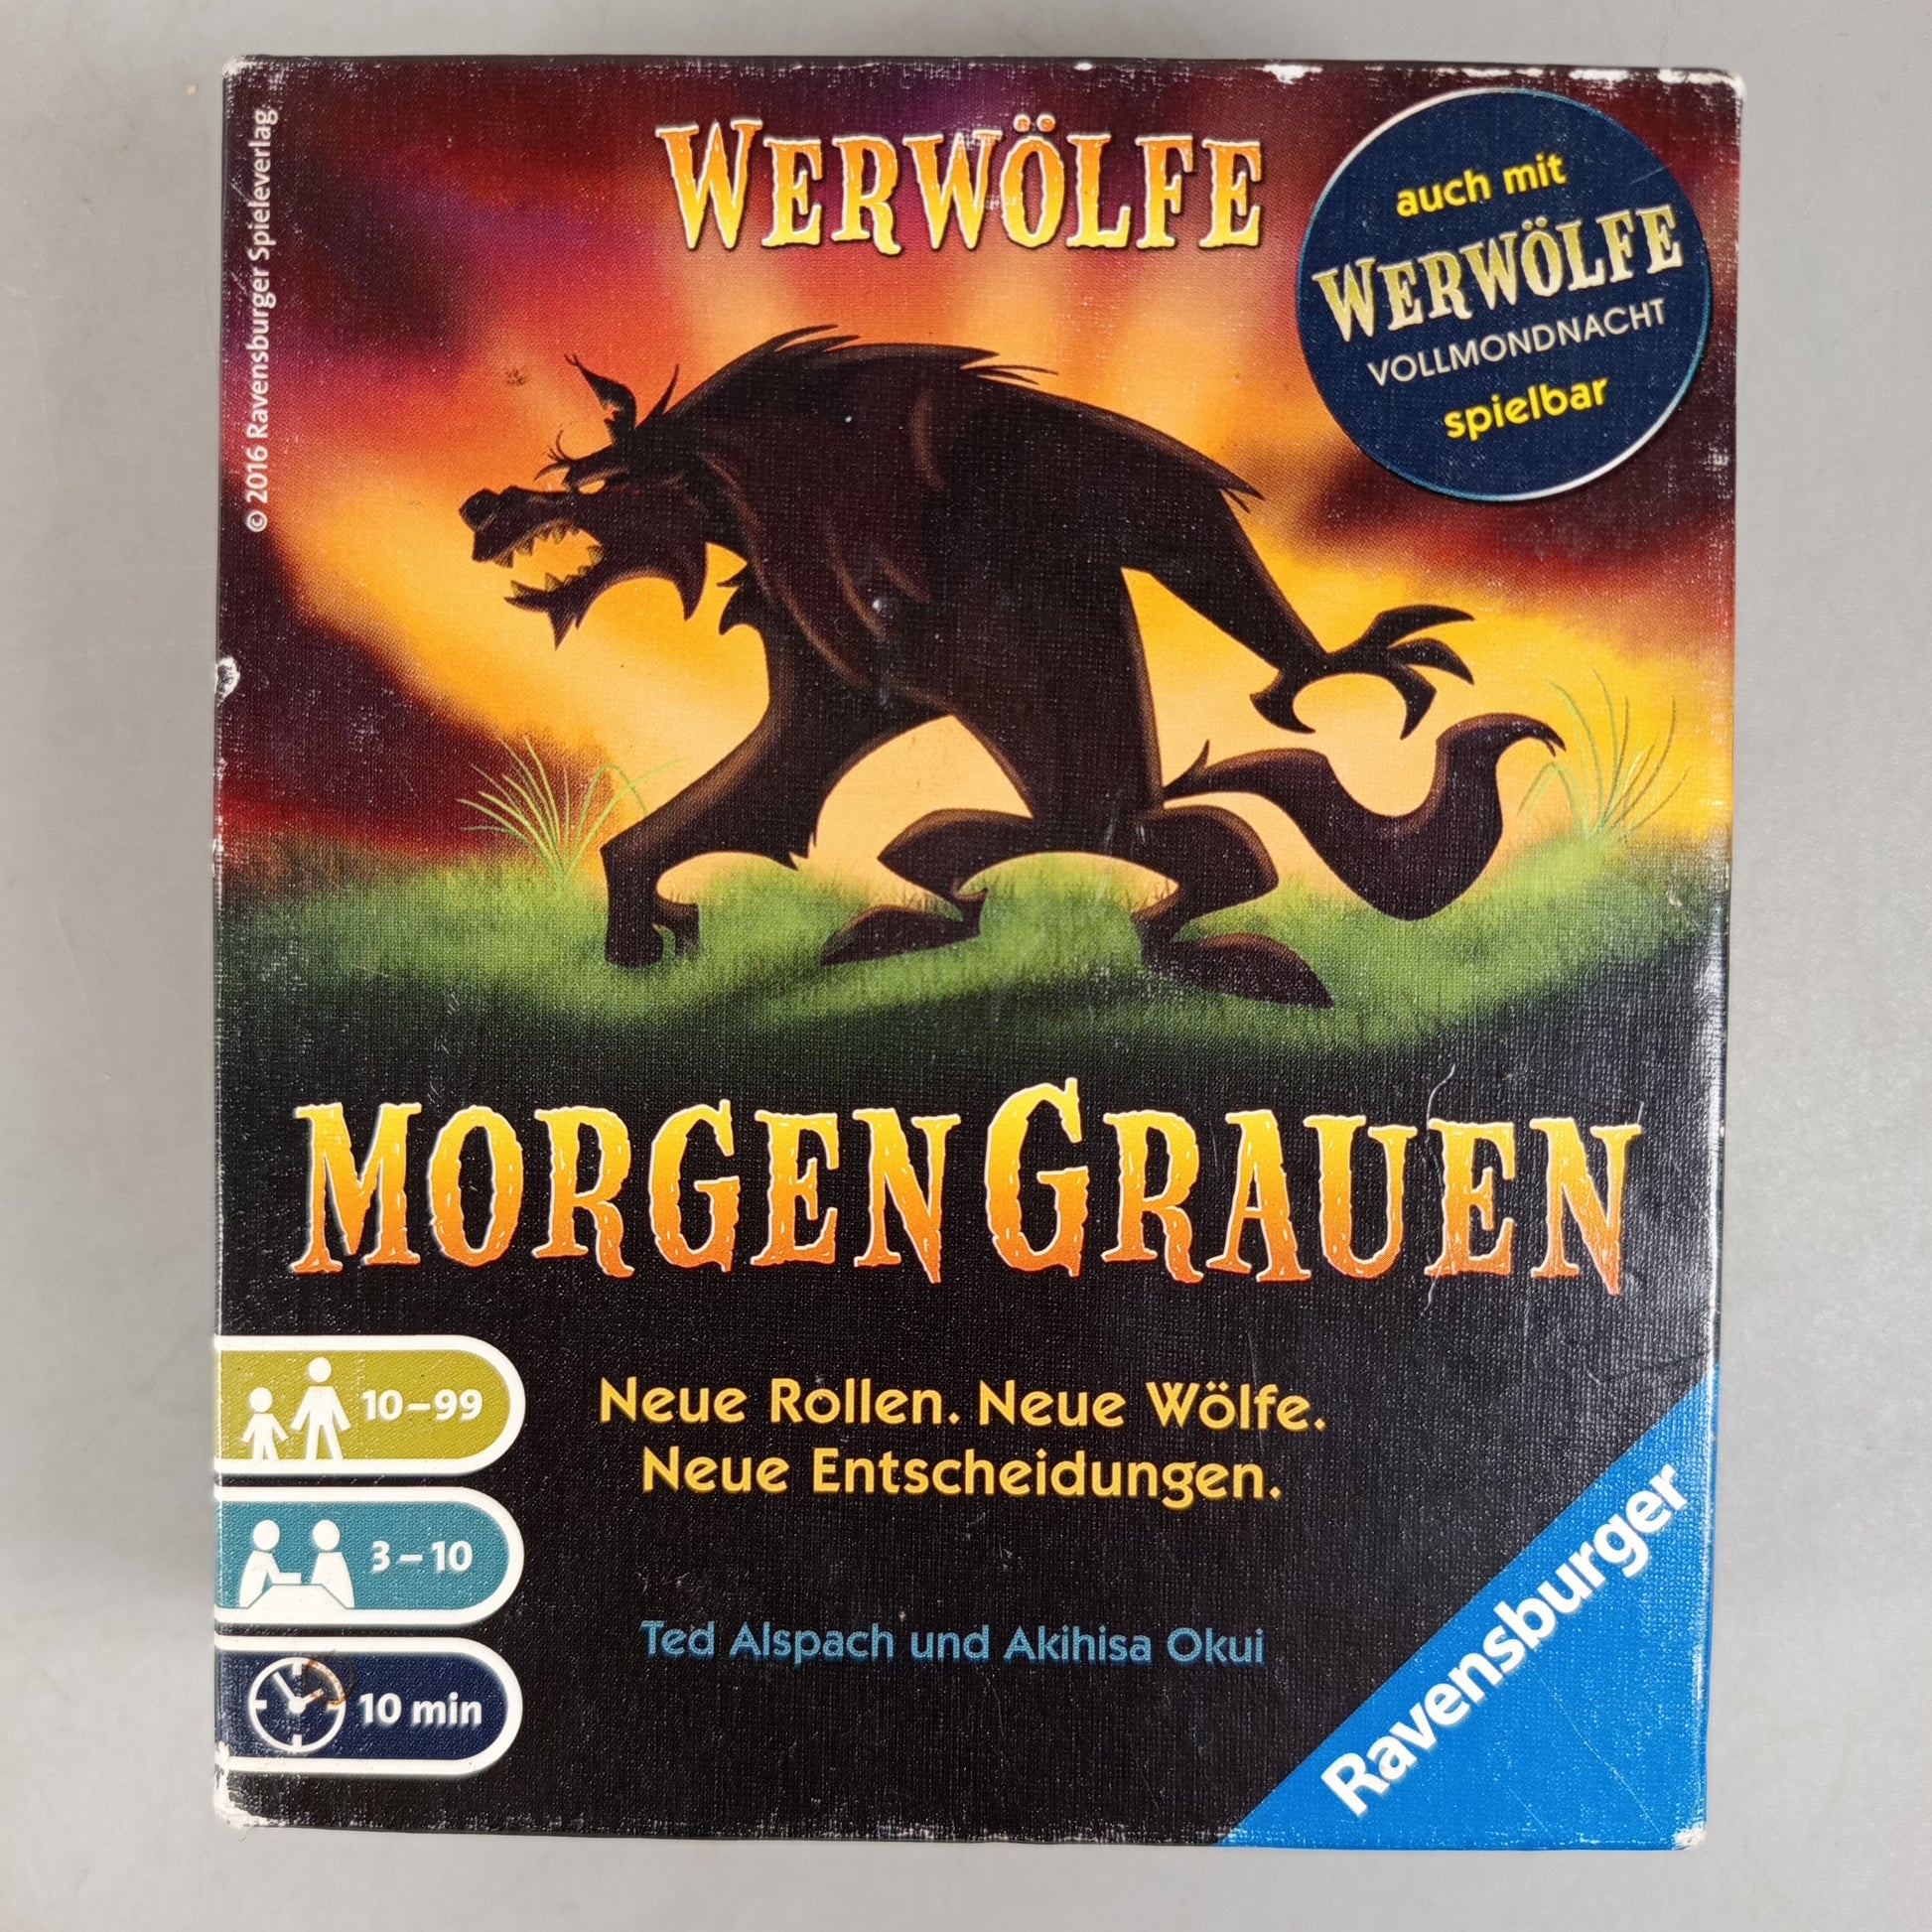 © 2016 Ravensburger Spieleverlag
WERWÖLFE
auch mit
WERWÖLFE
VOLLMONDNACHT
spielbar
MORGENGRAUEN
10–99
3–10
10 min
Neue Rollen. Neue Wölfe.
Neue Entscheidungen.
Ted Alspach und Akihisa Okui
Ravensburger